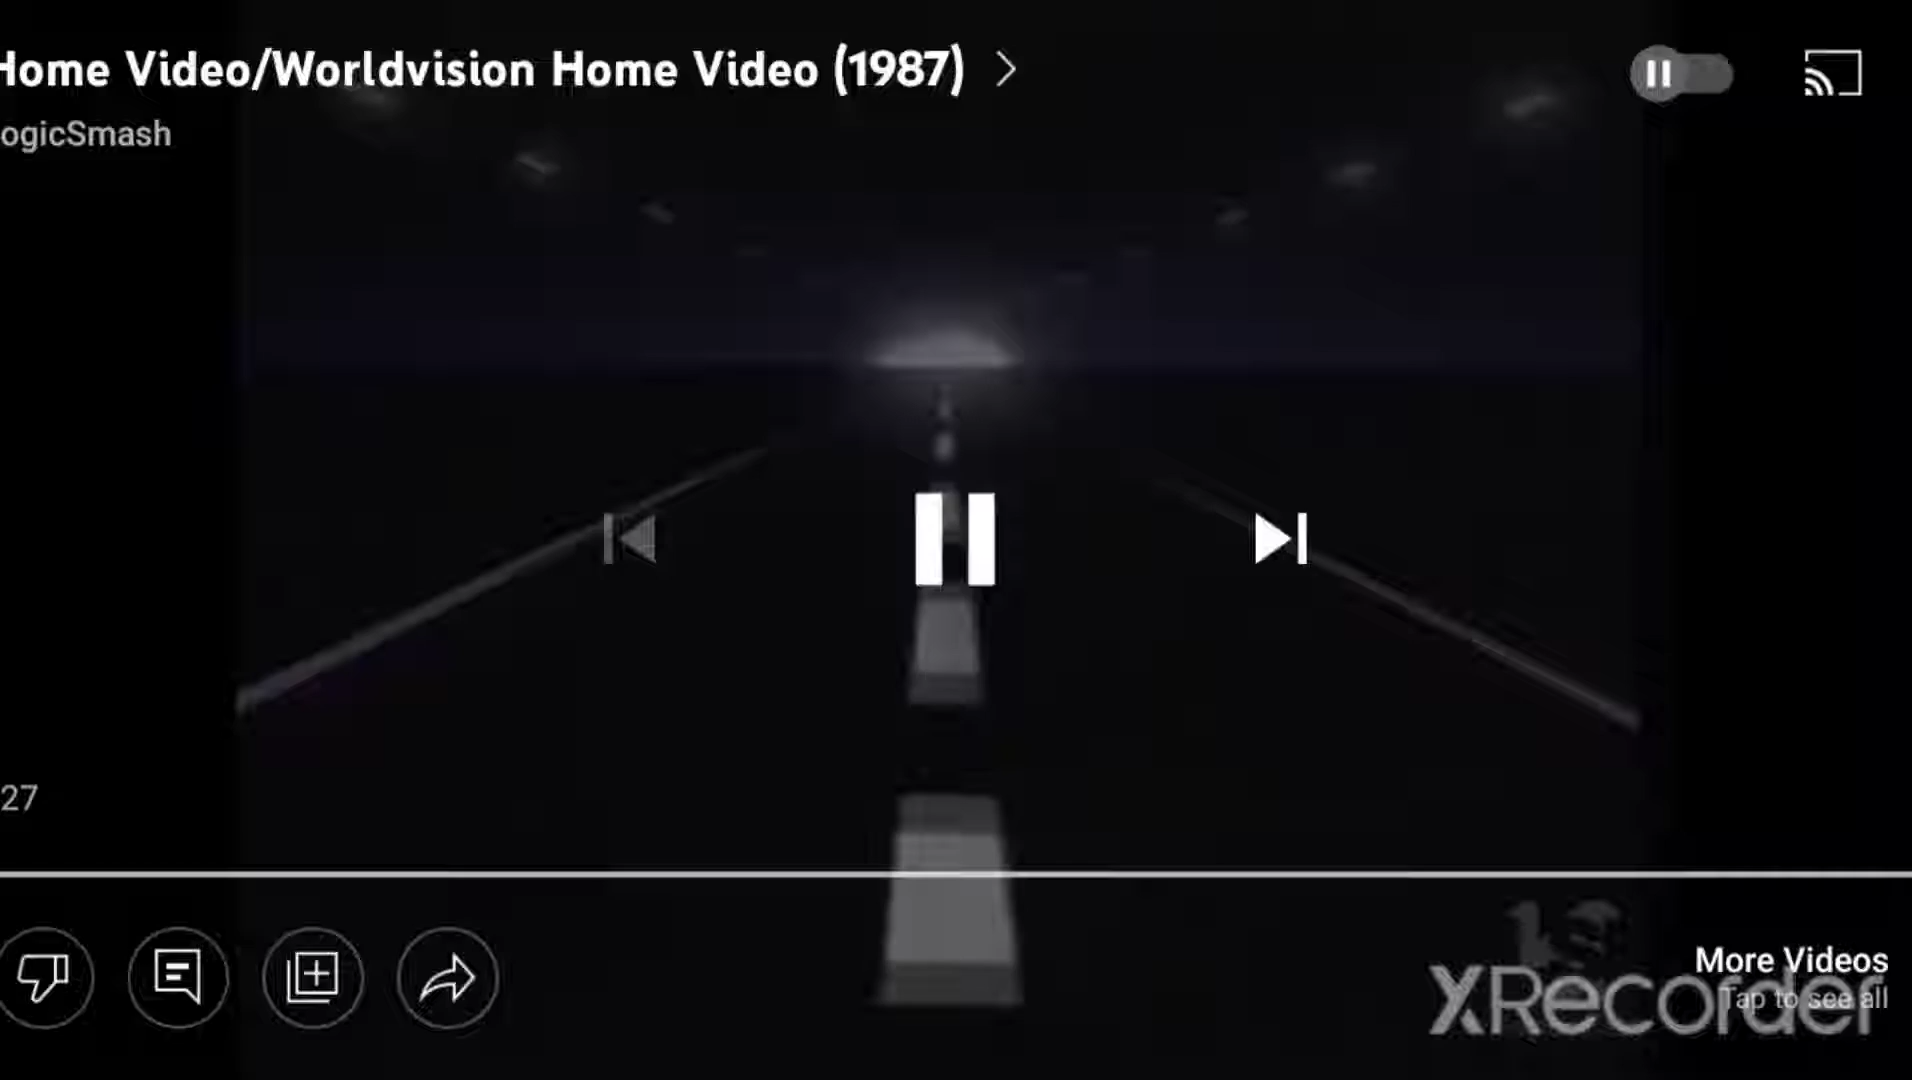 Home Video/Worldvision Home Video (1987)
ogicSmash
27
More Videos
Tap to see all
XRecorder